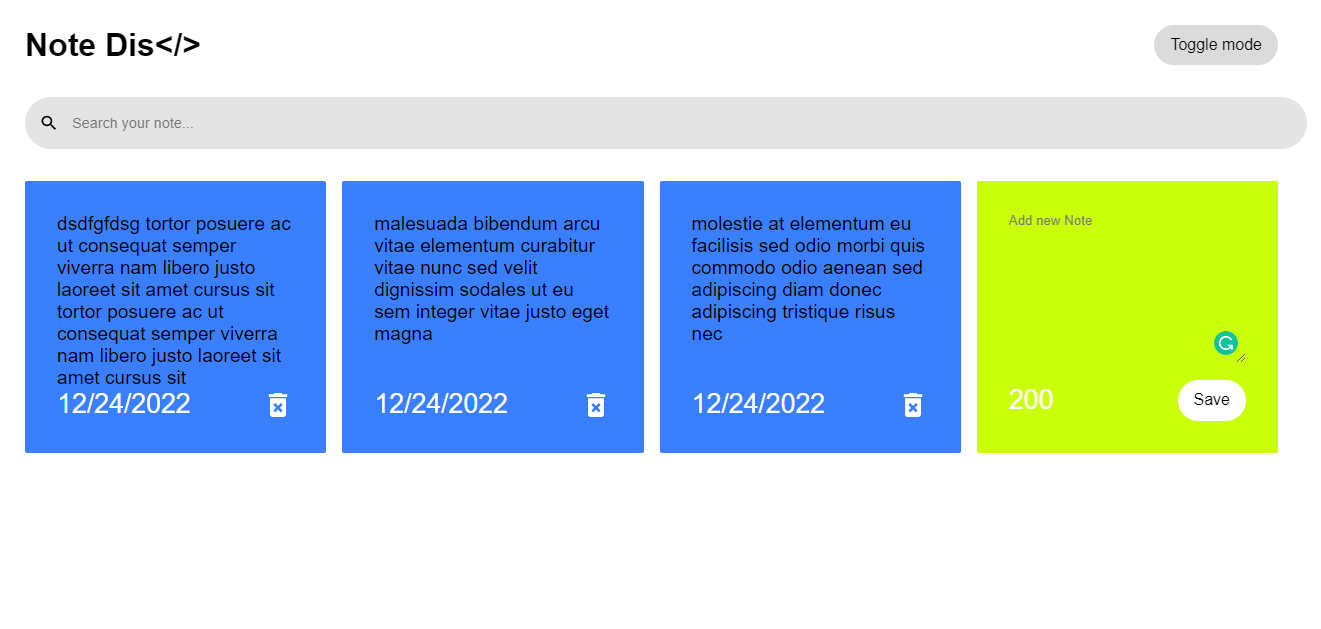 Note Dis</>
Toggle mode
Search your note...
dsdfgfdsg tortor posuere ac
ut consequat semper
viverra nam libero justo
laoreet sit amet cursus sit
tortor posuere ac ut
consequat semper viverra
nam libero justo laoreet sit
amet cursus sit
12/24/2022
malesuada bibendum arcu
vitae elementum curabitur
vitae nunc sed velit
dignissim sodales ut eu
sem integer vitae justo eget
magna
12/24/2022
molestie at elementum eu
facilisis sed odio morbi quis
commodo odio aenean sed
adipiscing diam donec
adipiscing tristique risus
nec
12/24/2022
Add new Note
200
Save